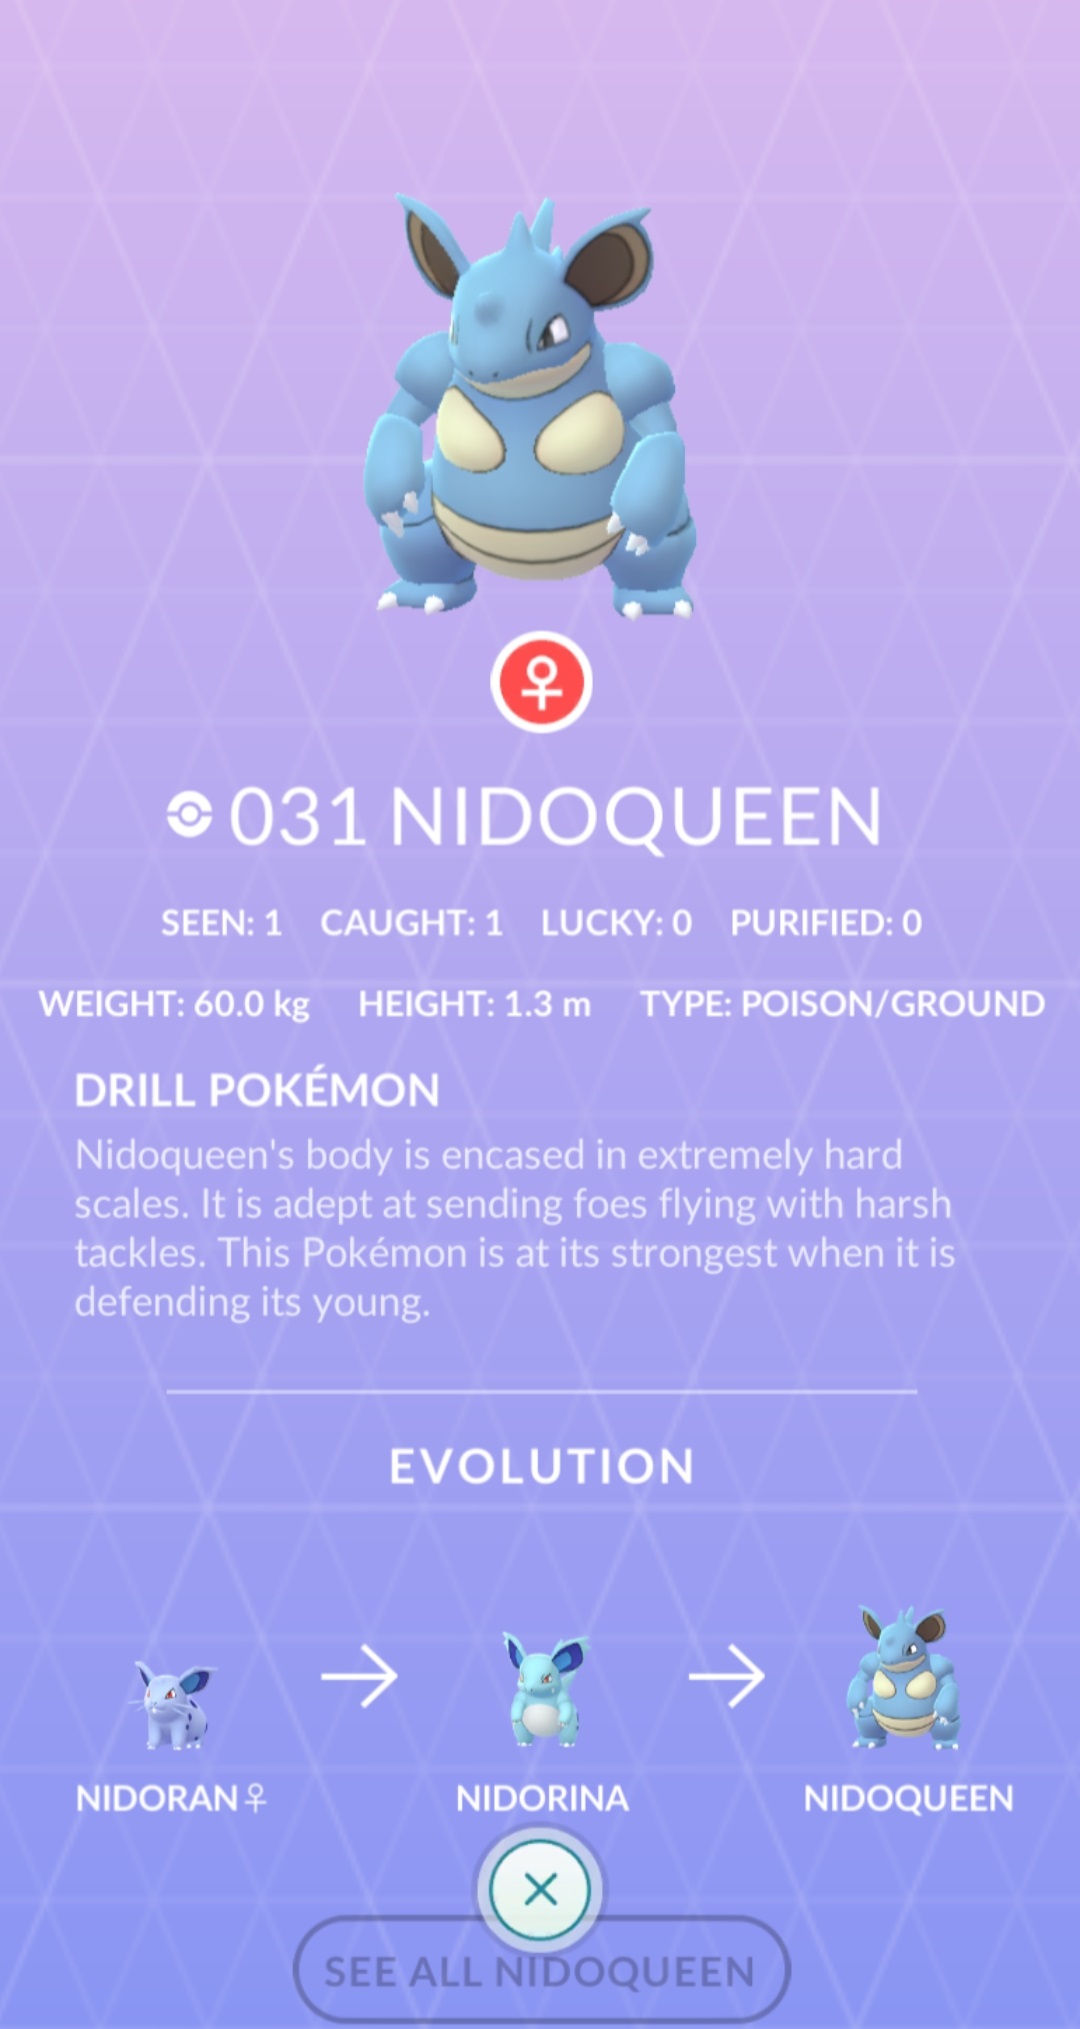 ♀
031 NIDOQUEEN
SEEN: 1 CAUGHT: 1 LUCKY: 0 PURIFIED: 0
WEIGHT: 60.0 kg HEIGHT: 1.3 m TYPE: POISON/GROUND
DRILL POKÉMON
Nidoqueen's body is encased in extremely hard
scales. It is adept at sending foes flying with harsh
tackles. This Pokémon is at its strongest when it is
defending its young.
EVOLUTION
NIDORAN♀ NIDORINA NIDOQUEEN
SEE ALL NIDOQUEEN